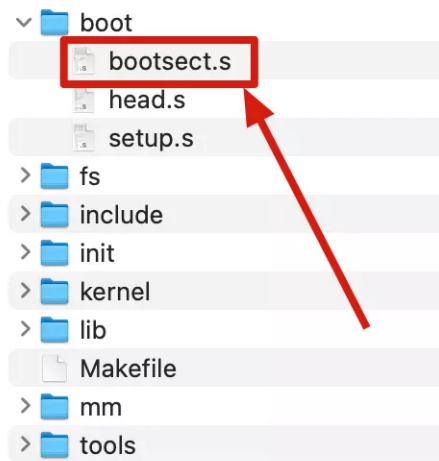 boot
bootsect.s
head.s
setup.s
fs
include
init
kernel
lib
Makefile
mm
tools